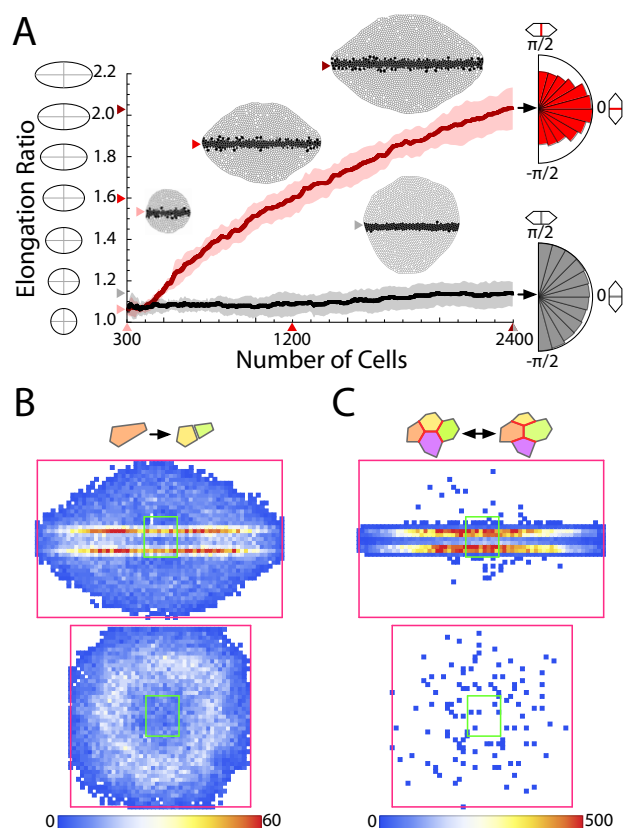 A
Elongation Ratio
2.2
2.0
1.8
1.6
1.4
1.2
1.0
300
1200
2400
Number of Cells
π/2
0
-π/2
π/2
0
-π/2
B
C
0
60
0
500